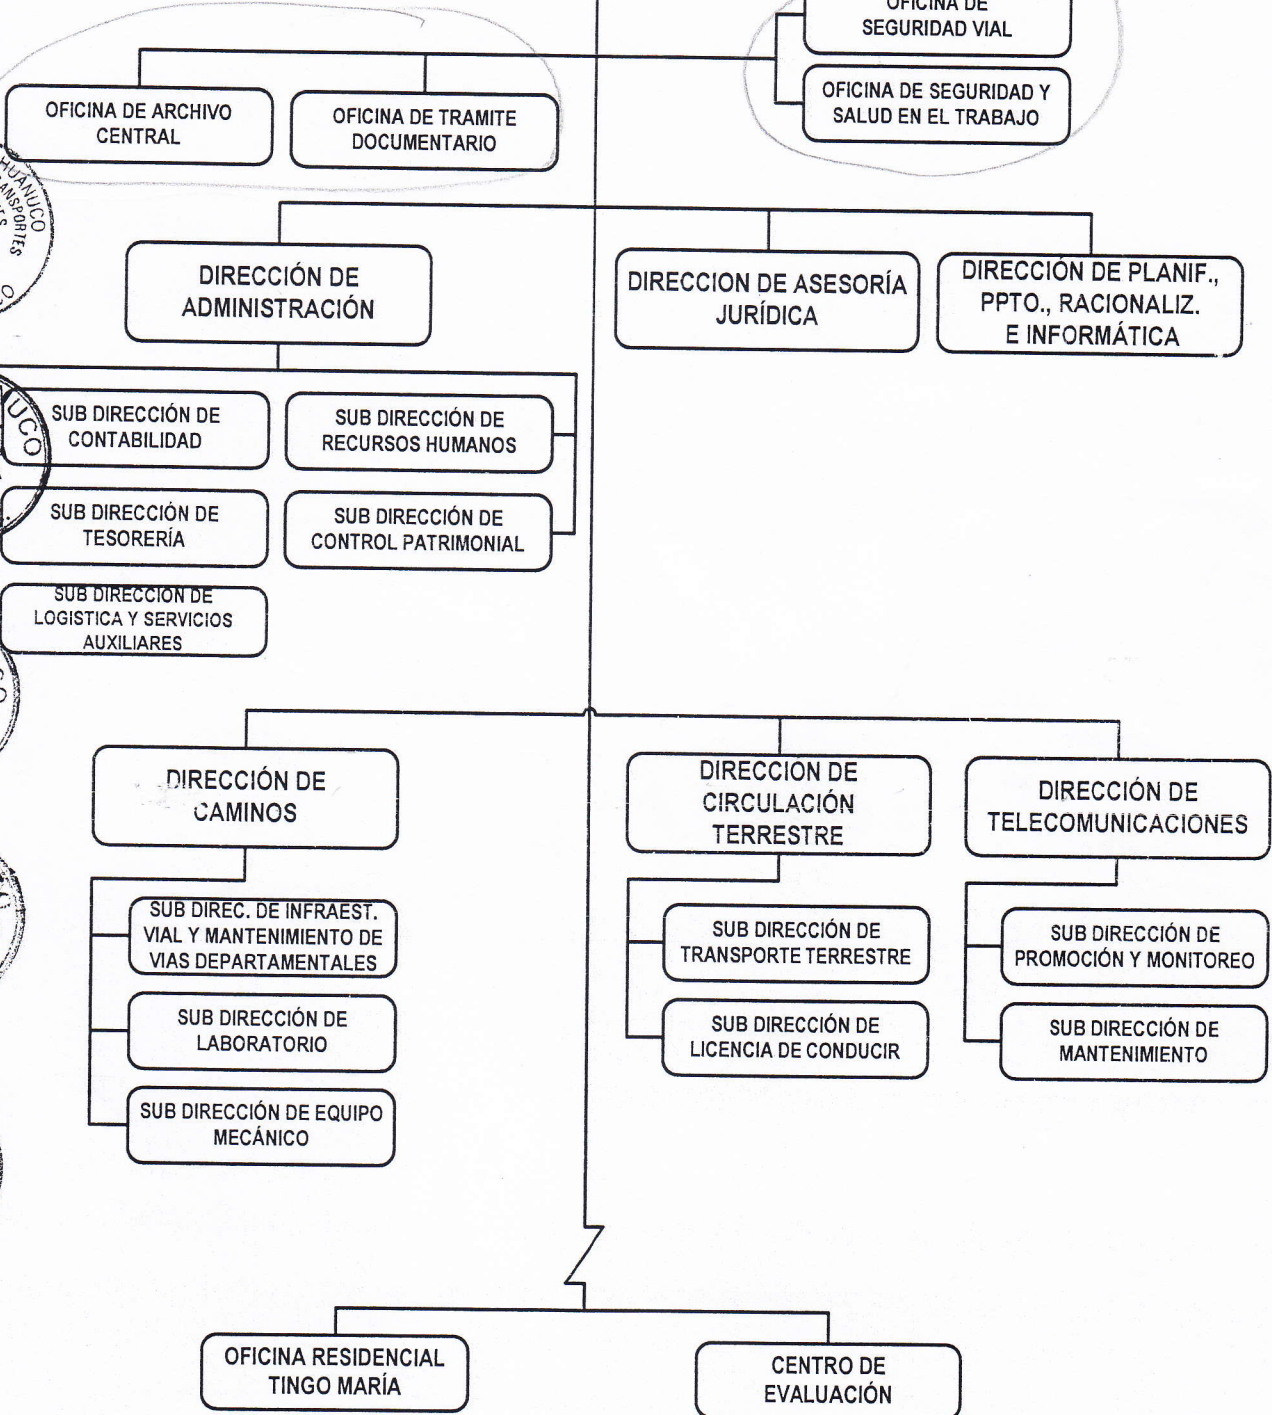 OFICINA DE
SEGURIDAD VIAL
OFICINA DE ARCHIVO
CENTRAL
OFICINA DE TRAMITE
DOCUMENTARIO
OFICINA DE SEGURIDAD Y
SALUD EN EL TRABAJO
HUANUCO
DIRECCIÓN DE
ADMINISTRACIÓN
DIRECCION DE ASESORÍA
JURÍDICA
DIRECCIÓN DE PLANIF.,
PPTO., RACIONALIZ.
E INFORMÁTICA
SUB DIRECCIÓN DE
CONTABILIDAD
SUB DIRECCIÓN DE
RECURSOS HUMANOS
UCO
SUB DIRECCIÓN DE
TESORERÍA
SUB DIRECCIÓN DE
CONTROL PATRIMONIAL
SUB DIRECCIÓN DE
LOGISTICA Y SERVICIOS
AUXILIARES
DIRECCIÓN DE
CAMINOS
DIRECCIÓN DE
CIRCULACIÓN
TERRESTRE
DIRECCIÓN DE
TELECOMUNICACIONES
SUB DIREC. DE INFRAEST.
VIAL Y MANTENIMIENTO DE
VIAS DEPARTAMENTALES
SUB DIRECCIÓN DE
LABORATORIO
SUB DIRECCIÓN DE EQUIPO
MECÁNICO
SUB DIRECCIÓN DE
TRANSPORTE TERRESTRE
SUB DIRECCIÓN DE
LICENCIA DE CONDUCIR
SUB DIRECCIÓN DE
PROMOCIÓN Y MONITOREO
SUB DIRECCIÓN DE
MANTENIMIENTO
OFICINA RESIDENCIAL
TINGO MARÍA
CENTRO DE
EVALUACIÓN